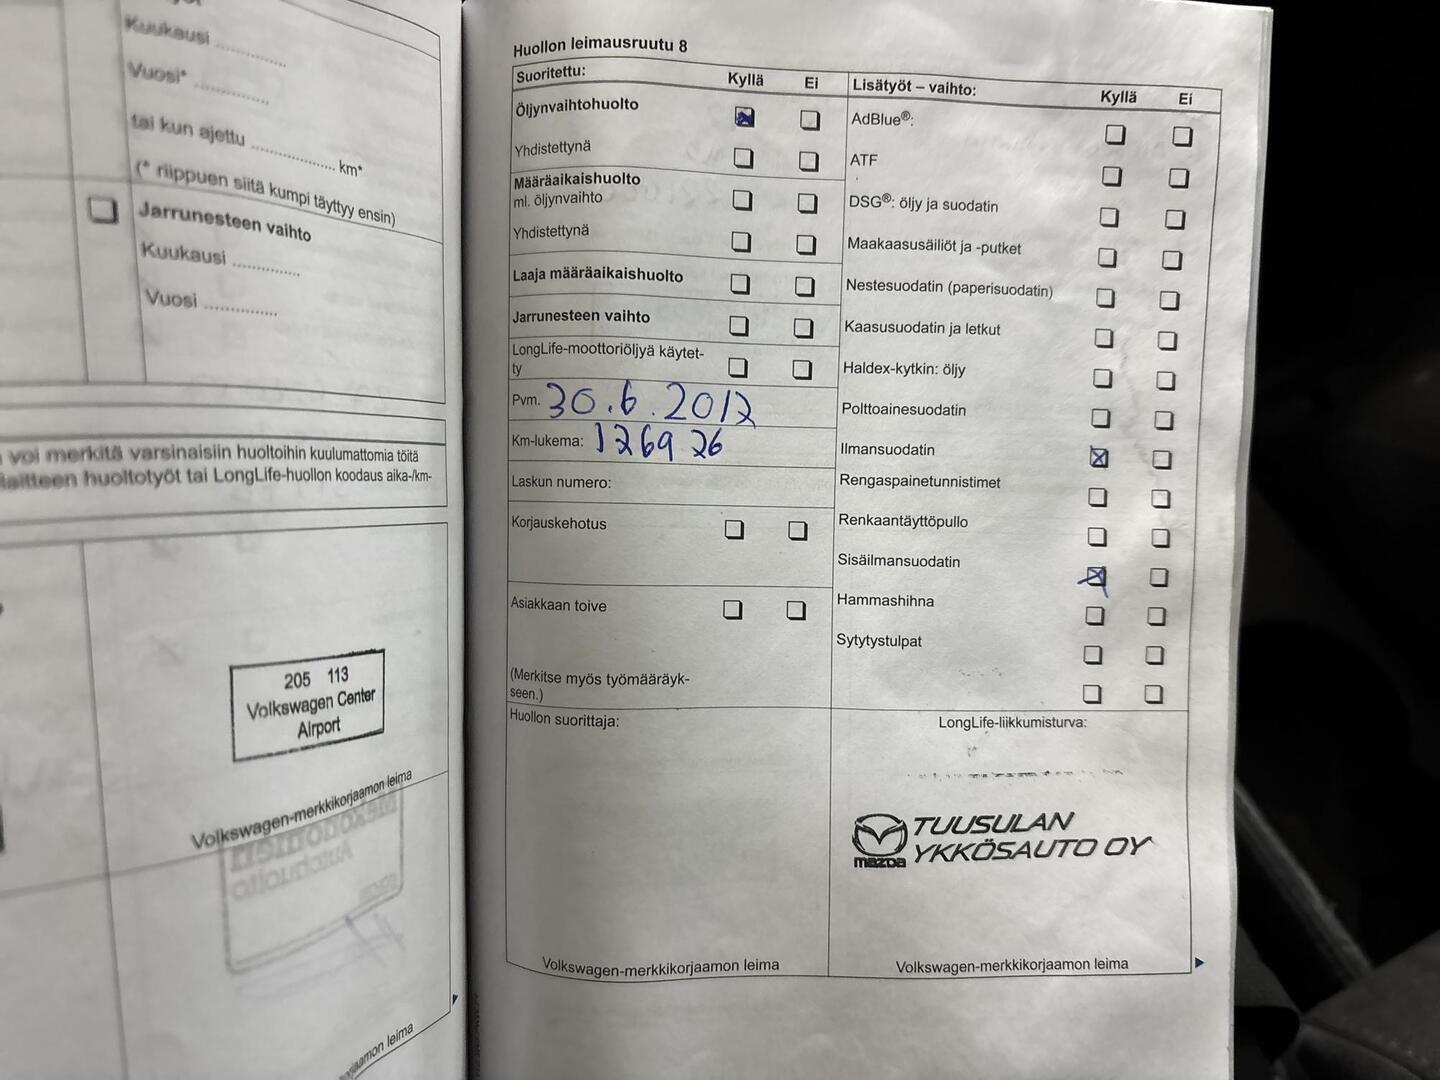 Kuukausi ..............
Vuosi* ..............
tai kun ajettu ................ km*
(* riippuen siitä kumpi täyttyy ensin)
Jarrunesteen vaihto
Kuukausi ..............
Vuosi ..............
voi merkitä varsinaisiin huoltoihin kuulumattomia töitä
laitteen huoltotyöt tai LongLife-huollon koodaus aika-/km-
205 113
Volkswagen Center
Airport
Volkswagen-merkkikorjaamon leima
Huollon leimausruutu 8
Suoritettu: Kyllä Ei
Öljynvaihtohuolto
Yhdistettynä
Määräaikaishuolto
ml. öljynvaihto
Yhdistettynä
Laaja määräaikaishuolto
Jarrunesteen vaihto
LongLife-moottoriöljyä käytet-
ty
Pvm. 30.6.2017
Km-lukema: 126926
Laskun numero:
Korjauskehotus
Asiakkaan toive
(Merkitse myös työmääräyk-
seen.)
Huollon suorittaja:
Volkswagen-merkkikorjaamon leima
Lisätyöt – vaihto: Kyllä Ei
AdBlue®:
ATF
DSG®: öljy ja suodatin
Maakaasusäiliöt ja -putket
Nestesuodatin (paperisuodatin)
Kaasusuodatin ja letkut
Haldex-kytkin: öljy
Polttoainesuodatin
Ilmansuodatin
Rengaspainetunnistimet
Renkaantäyttöpullo
Sisäilmansuodatin
Hammashihna
Sytytystulpat
LongLife-liikkumisturva:
mazda
TUUSULAN
YKKÖSAUTO OY
Volkswagen-merkkikorjaamon leima